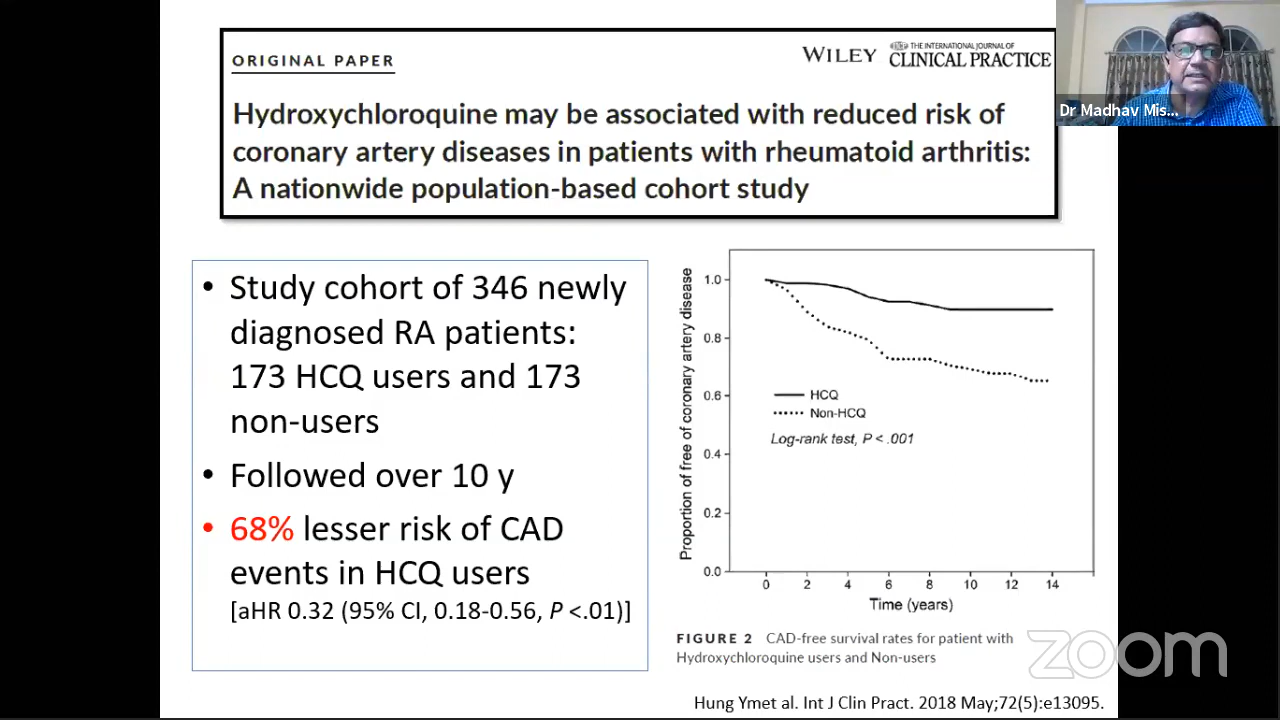 ORIGINAL PAPER
WILEY THE INTERNATIONAL JOURNAL OF
CLINICAL PRACTICE
Hydroxychloroquine may be associated with reduced risk of
coronary artery diseases in patients with rheumatoid arthritis:
A nationwide population-based cohort study
Dr Madhav Mis...
• Study cohort of 346 newly
diagnosed RA patients:
173 HCQ users and 173
non-users
• Followed over 10 y
• 68% lesser risk of CAD
events in HCQ users
[aHR 0.32 (95% CI, 0.18-0.56, P <.01)]
Proportion of free of coronary artery disease
1.0
0.8
0.6
0.4
0.2
0.0
HCQ
Non-HCQ
Log-rank test, P < .001
0 2 4 6 8 10 12 14
Time (years)
FIGURE 2 CAD-free survival rates for patient with
Hydroxychloroquine users and Non-users
zoom
Hung Ymet al. Int J Clin Pract. 2018 May;72(5):e13095.